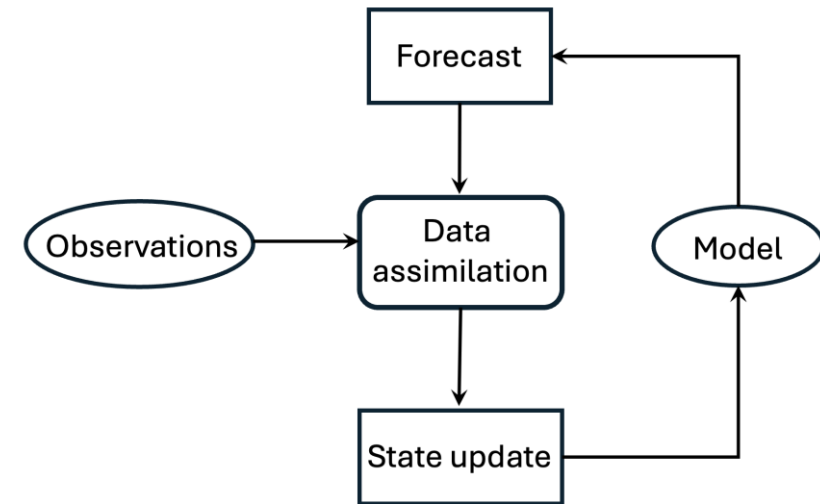 Forecast
Observations
Data
assimilation
Model
State update